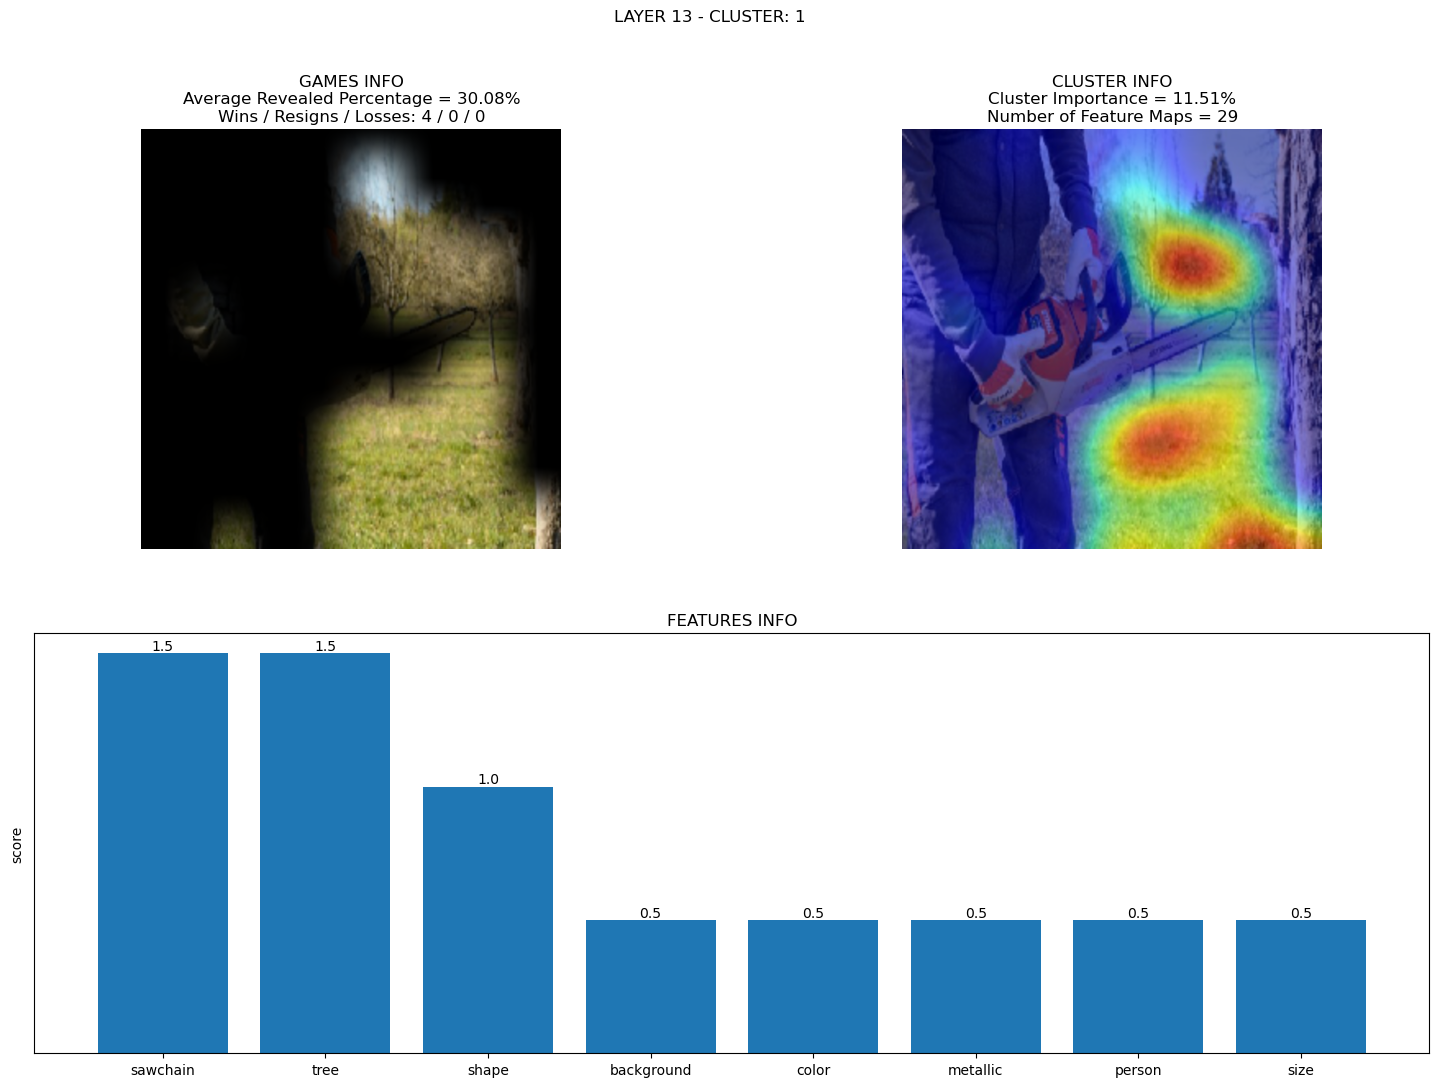 LAYER 13 - CLUSTER: 1
GAMES INFO
Average Revealed Percentage = 30.08%
Wins / Resigns / Losses: 4 / 0 / 0
CLUSTER INFO
Cluster Importance = 11.51%
Number of Feature Maps = 29
FEATURES INFO
score
1.5
1.5
1.0
0.5
0.5
0.5
0.5
0.5
sawchain
tree
shape
background
color
metallic
person
size